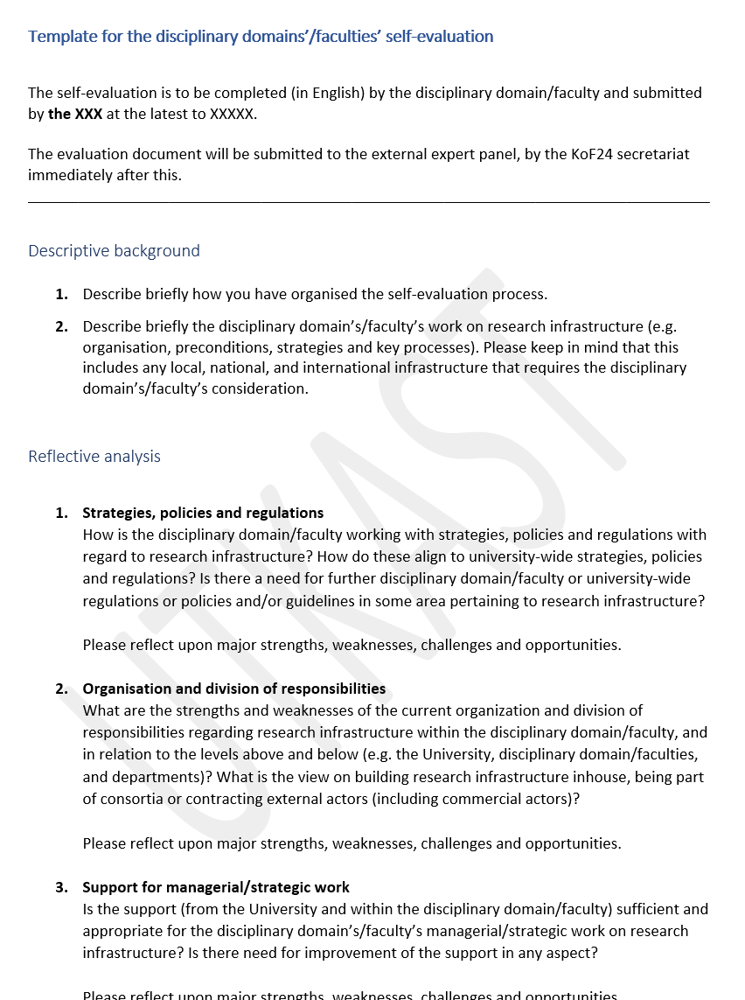 Template for the disciplinary domains’/faculties’ self-evaluation
The self-evaluation is to be completed (in English) by the disciplinary domain/faculty and submitted
by the XXX at the latest to XXXXX.
The evaluation document will be submitted to the external expert panel, by the KoF24 secretariat
immediately after this.
Descriptive background
1. Describe briefly how you have organised the self-evaluation process.
2. Describe briefly the disciplinary domain’s/faculty’s work on research infrastructure (e.g.
organisation, preconditions, strategies and key processes). Please keep in mind that this
includes any local, national, and international infrastructure that requires the disciplinary
domain’s/faculty’s consideration.
Reflective analysis
1. Strategies, policies and regulations
How is the disciplinary domain/faculty working with strategies, policies and regulations with
regard to research infrastructure? How do these align to university-wide strategies, policies
and regulations? Is there a need for further disciplinary domain/faculty or university-wide
regulations or policies and/or guidelines in some area pertaining to research infrastructure?
Please reflect upon major strengths, weaknesses, challenges and opportunities.
2. Organisation and division of responsibilities
What are the strengths and weaknesses of the current organization and division of
responsibilities regarding research infrastructure within the disciplinary domain/faculty, and
in relation to the levels above and below (e.g. the University, disciplinary domain/faculties,
and departments)? What is the view on building research infrastructure inhouse, being part
of consortia or contracting external actors (including commercial actors)?
Please reflect upon major strengths, weaknesses, challenges and opportunities.
3. Support for managerial/strategic work
Is the support (from the University and within the disciplinary domain/faculty) sufficient and
appropriate for the disciplinary domain’s/faculty’s managerial/strategic work on research
infrastructure? Is there need for improvement of the support in any aspect?
Please reflect upon major strengths, weaknesses, challenges and opportunities.
UTKAST